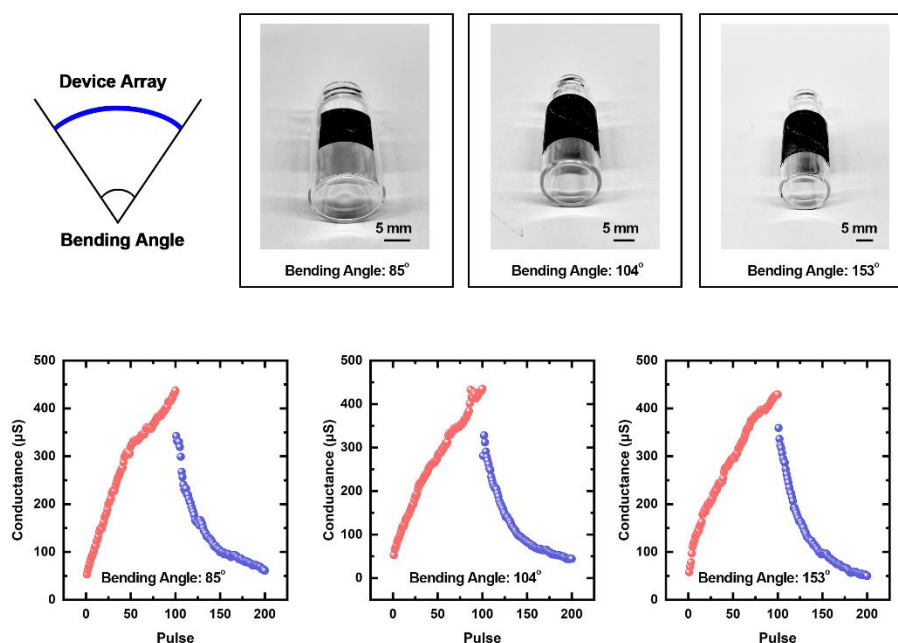 Device Array
Bending Angle
5 mm
Bending Angle: 85°
5 mm
Bending Angle: 104°
5 mm
Bending Angle: 153°
500
400
300
200
100
0
Conductance (μS)
Bending Angle: 85°
0 50 100 150 200
Pulse
500
400
300
200
100
0
Conductance (μS)
Bending Angle: 104°
0 50 100 150 200
Pulse
500
400
300
200
100
0
Conductance (μS)
Bending Angle: 153°
0 50 100 150 200
Pulse